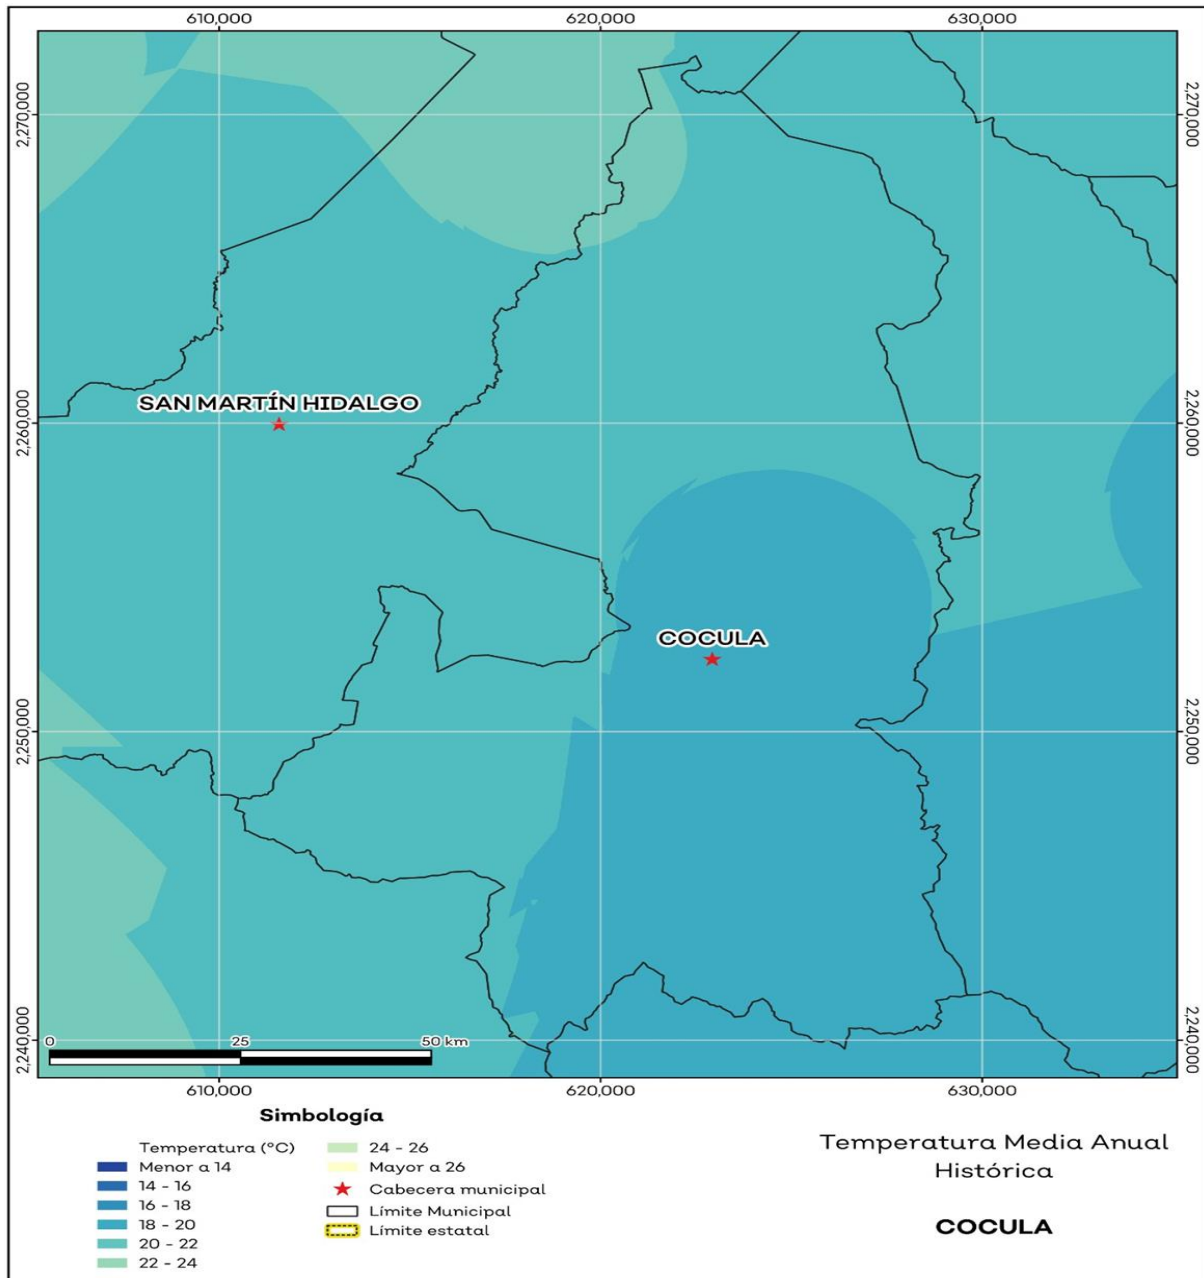 610,000 620,000 630,000
2,270,000 2,270,000
SAN MARTÍN HIDALGO
2,260,000 2,260,000
COCULA
2,250,000 2,250,000
2,240,000 2,240,000
0 25 50 km
610,000 620,000 630,000
Simbología
Temperatura (°C)
Menor a 14
14 - 16
16 - 18
18 - 20
20 - 22
22 - 24
24 - 26
Mayor a 26
Cabecera municipal
Límite Municipal
Límite estatal
Temperatura Media Anual
Histórica
COCULA